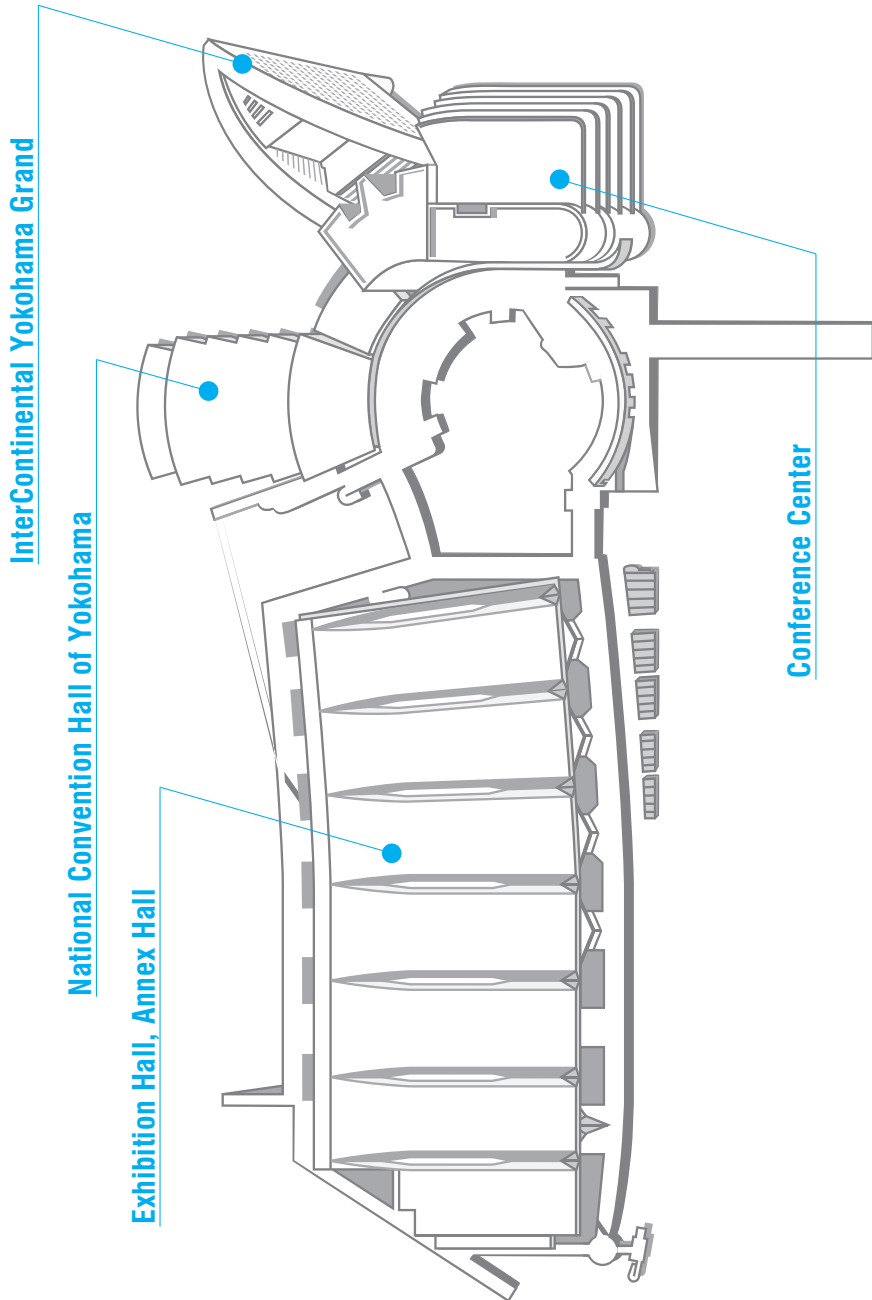 InterContinental Yokohama Grand
National Convention Hall of Yokohama
Exhibition Hall, Annex Hall
Conference Center